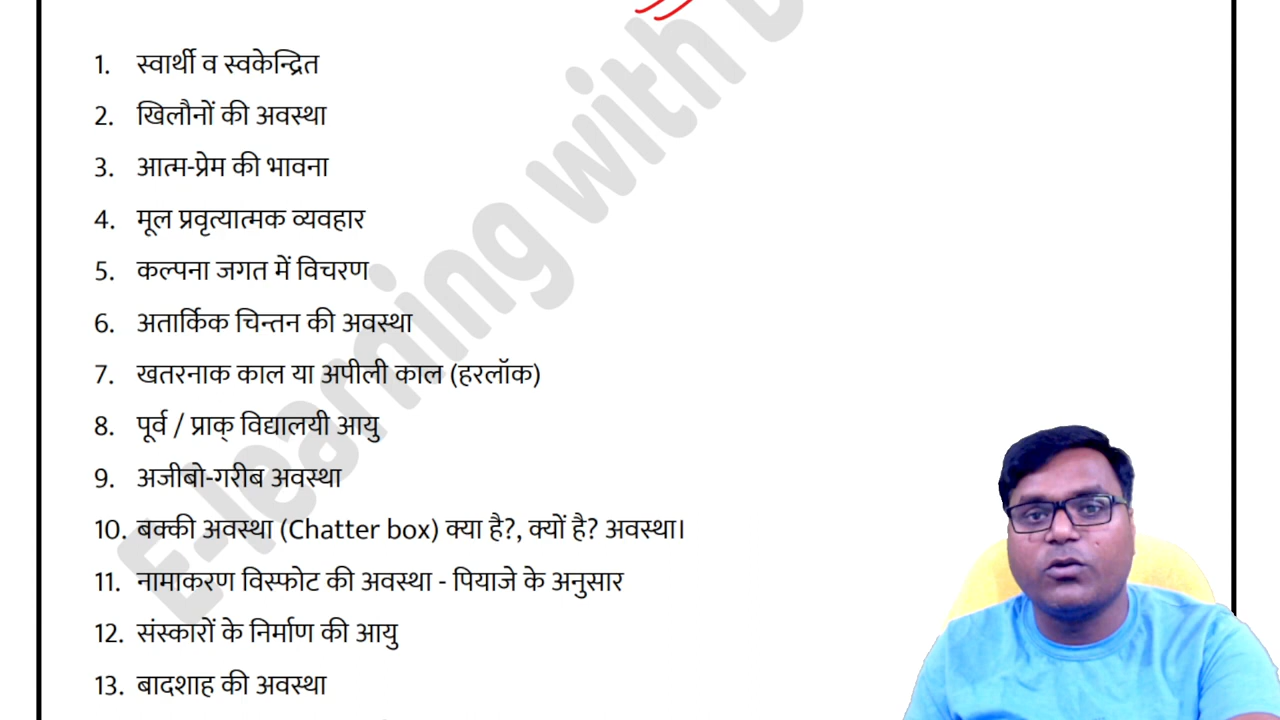 1. स्वार्थी व स्वकेन्द्रित
2. खिलौनों की अवस्था
3. आत्म-प्रेम की भावना
4. मूल प्रवृत्यात्मक व्यवहार
5. कल्पना जगत में विचरण
6. अतार्किक चिन्तन की अवस्था
7. खतरनाक काल या अपीली काल (हरलॉक)
8. पूर्व / प्राक् विद्यालयी आयु
9. अजीबो-गरीब अवस्था
10. बक्की अवस्था (Chatter box) क्या है?, क्यों है? अवस्था।
11. नामाकरण विस्फोट की अवस्था - पियाजे के अनुसार
12. संस्कारों के निर्माण की आयु
13. बादशाह की अवस्था
E-learning with